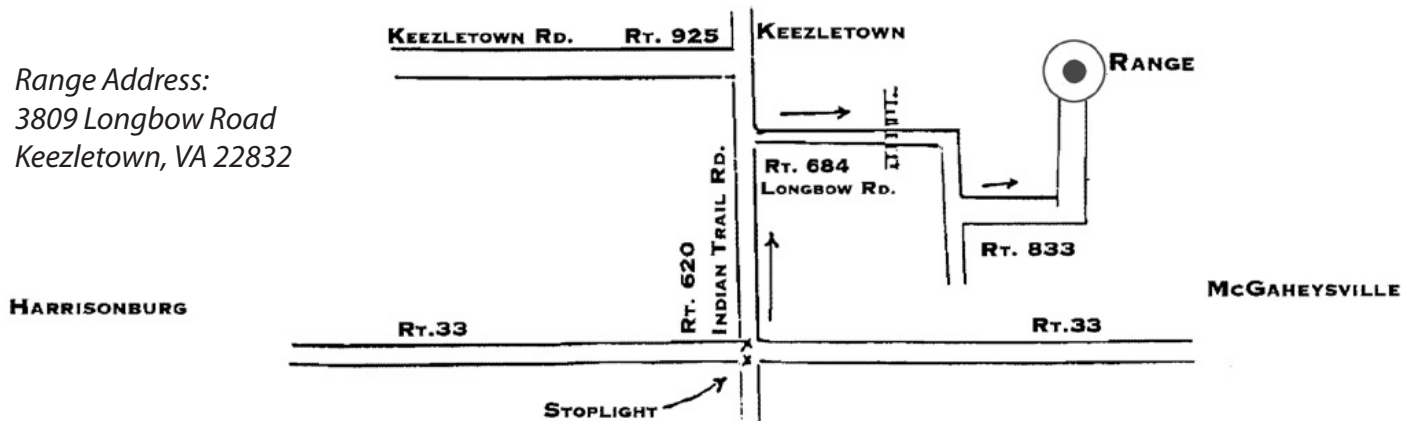 KEEZLETOWN RD. RT. 925
KEEZLETOWN
RANGE
Range Address:
3809 Longbow Road
Keezletown, VA 22832
RT. 684
LONGBOW RD.
RT. 620
INDIAN TRAIL RD.
RT. 833
HARRISONBURG
MCGAHEYSVILLE
RT.33
RT.33
STOPLIGHT